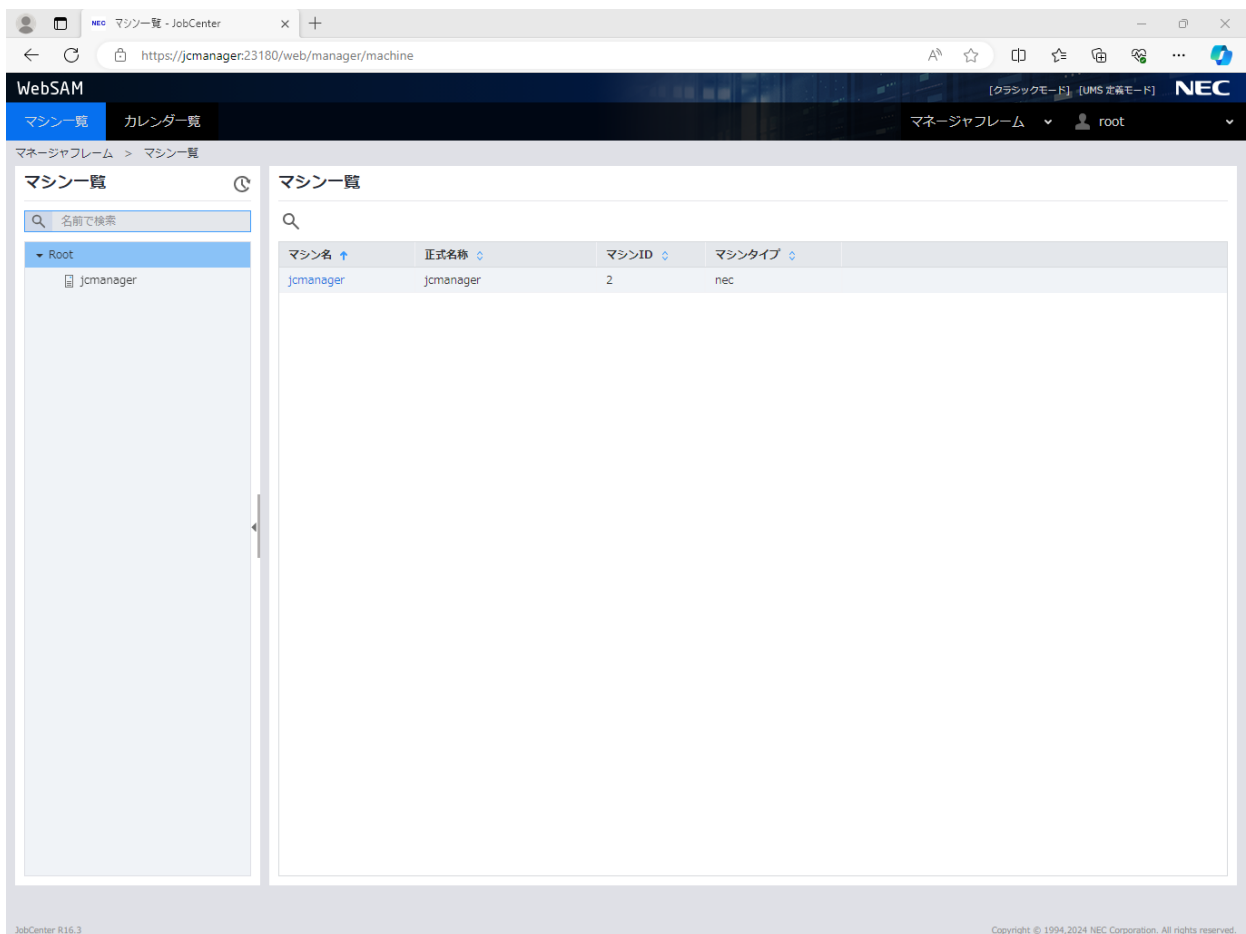 NEC マシン一覧 - JobCenter
https://jcmanager:23180/web/manager/machine
WebSAM [クラシックモード] [UMS 定義モード] NEC
マシン一覧 カレンダ一覧 マネージャフレーム root
マネージャフレーム > マシン一覧
マシン一覧
名前で検索
Root
jcmanager
マシン一覧
マシン名 正式名称 マシンID マシンタイプ
jcmanager jcmanager 2 nec
JobCenter R16.3 Copyright © 1994,2024 NEC Corporation. All rights reserved.